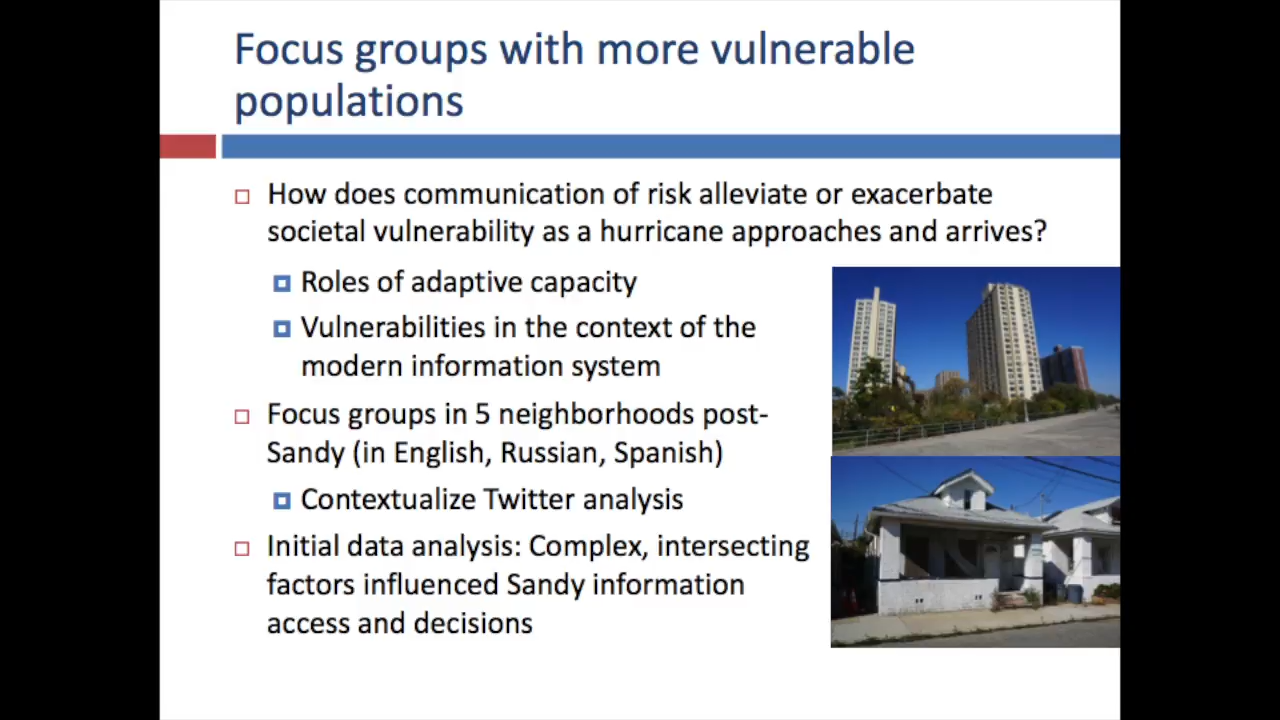 Focus groups with more vulnerable
populations
How does communication of risk alleviate or exacerbate
societal vulnerability as a hurricane approaches and arrives?
Roles of adaptive capacity
Vulnerabilities in the context of the
modern information system
Focus groups in 5 neighborhoods post-
Sandy (in English, Russian, Spanish)
Contextualize Twitter analysis
Initial data analysis: Complex, intersecting
factors influenced Sandy information
access and decisions